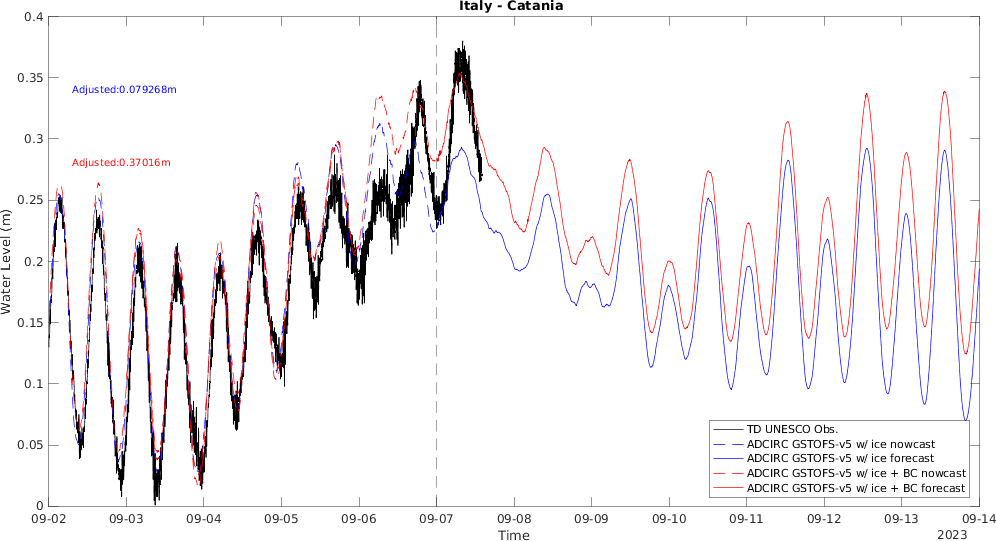 Italy - Catania
0.4
0.35
0.3
0.25
0.2
0.15
0.1
0.05
0
Water Level (m)
Adjusted:0.079268m
Adjusted:0.37016m
TD UNESCO Obs.
ADCIRC GSTOFS-v5 w/ ice nowcast
ADCIRC GSTOFS-v5 w/ ice forecast
ADCIRC GSTOFS-v5 w/ ice + BC nowcast
ADCIRC GSTOFS-v5 w/ ice + BC forecast
09-02 09-03 09-04 09-05 09-06 09-07 09-08 09-09 09-10 09-11 09-12 09-13 09-14
Time
2023